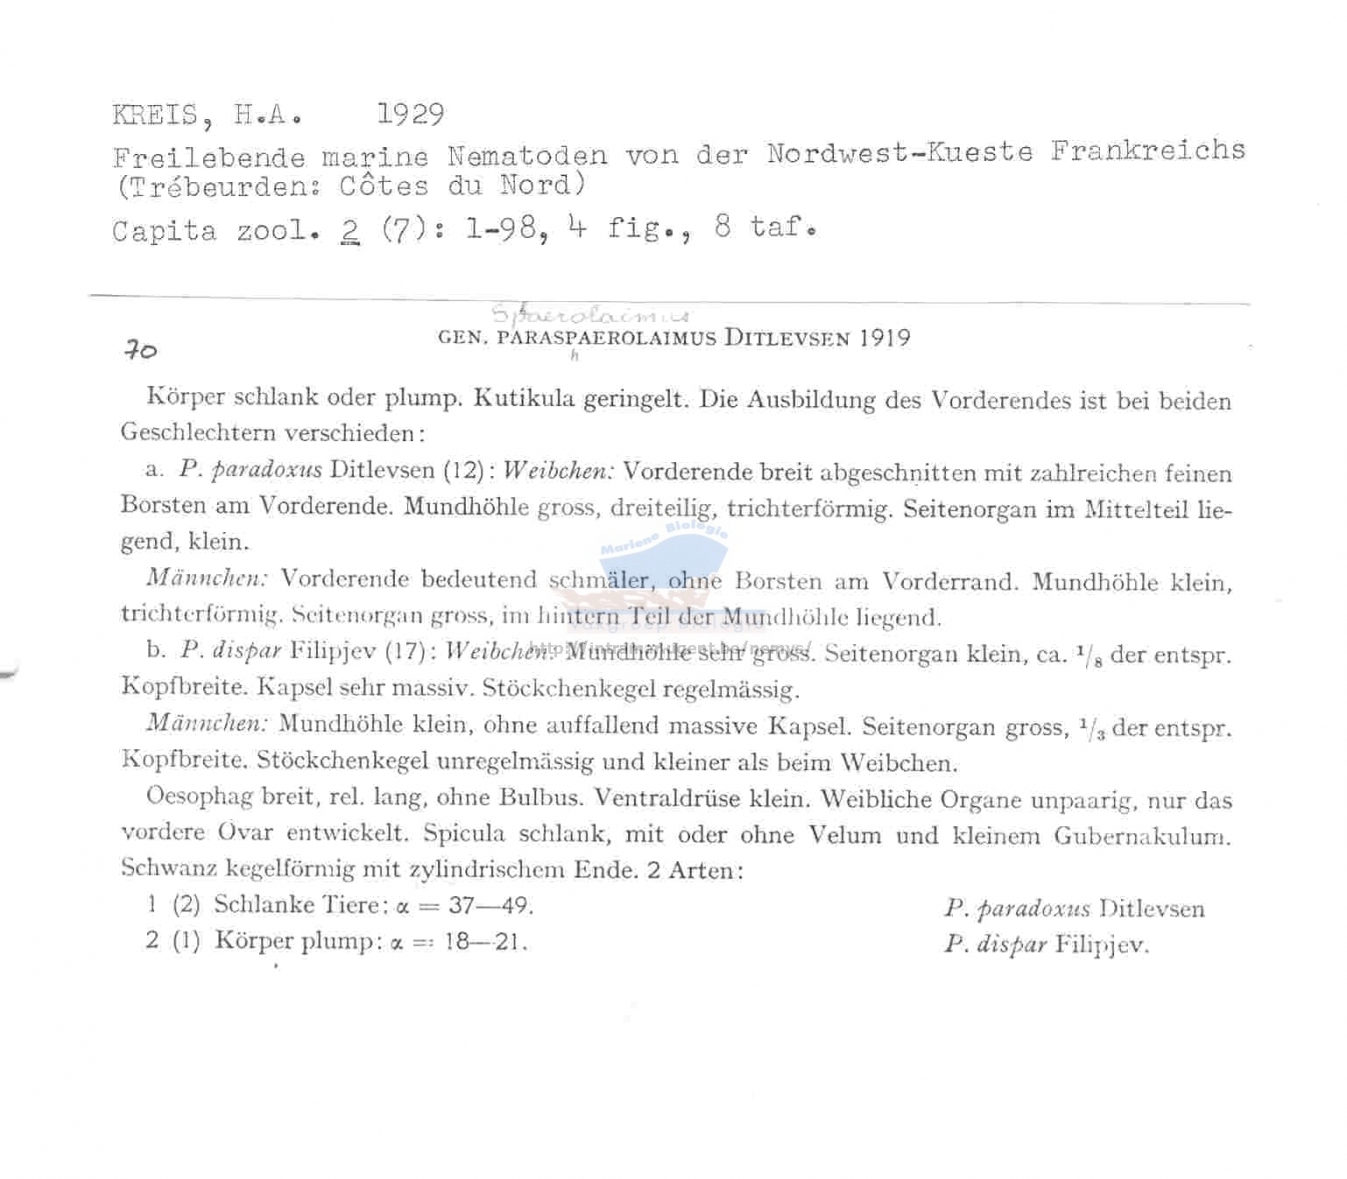 KREIS, H.A. 1929
Freilebende marine Nematoden von der Nordwest-Kueste Frankreichs
(Trébeurden: Côtes du Nord)
Capita zool. 2 (7): 1-98, 4 fig., 8 taf.
Spaerolaimus
GEN. PARASPAEROLAIMUS DITLEVSEN 1919
h
70
Körper schlank oder plump. Kutikula geringelt. Die Ausbildung des Vorderendes ist bei beiden
Geschlechtern verschieden:
a. P. paradoxus Ditlevsen (12): Weibchen: Vorderende breit abgeschnitten mit zahlreichen feinen
Borsten am Vorderende. Mundhöhle gross, dreiteilig, trichterförmig. Seitenorgan im Mittelteil lie-
gend, klein.
Mariene Biologie
Männchen: Vorderende bedeutend schmäler, ohne Borsten am Vorderrand. Mundhöhle klein,
trichterförmig. Seitenorgan gross, im hintern Teil der Mundhöhle liegend.
Vakgroep Biologie
b. P. dispar Filipjev (17): Weibchen: Mundhöhle sehr gross. Seitenorgan klein, ca. 1/8 der entspr.
Kopfbreite. Kapsel sehr massiv. Stöckchenkegel regelmässig.
Männchen: Mundhöhle klein, ohne auffallend massive Kapsel. Seitenorgan gross, 1/3 der entspr.
Kopfbreite. Stöckchenkegel unregelmässig und kleiner als beim Weibchen.
Oesophag breit, rel. lang, ohne Bulbus. Ventraldrüse klein. Weibliche Organe unpaarig, nur das
vordere Ovar entwickelt. Spicula schlank, mit oder ohne Velum und kleinem Gubernakulum.
Schwanz kegelförmig mit zylindrischem Ende. 2 Arten:
1 (2) Schlanke Tiere: α = 37—49. P. paradoxus Ditlevsen
2 (1) Körper plump: α = 18—21. P. dispar Filipjev.